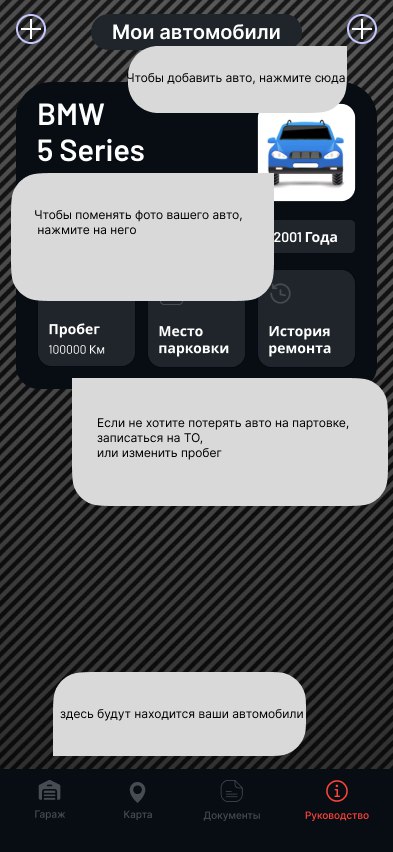 Мои автомобили
Чтобы добавить авто, нажмите сюда
BMW
5 Series
Чтобы поменять фото вашего авто,
нажмите на него
2001 Года
Пробег
100000 Км
Место
парковки
История
ремонта
Если не хотите потерять авто на партовке,
записаться на ТО,
или изменить пробег
здесь будут находится ваши автомобили
Гараж
Карта
Документы
Руководство